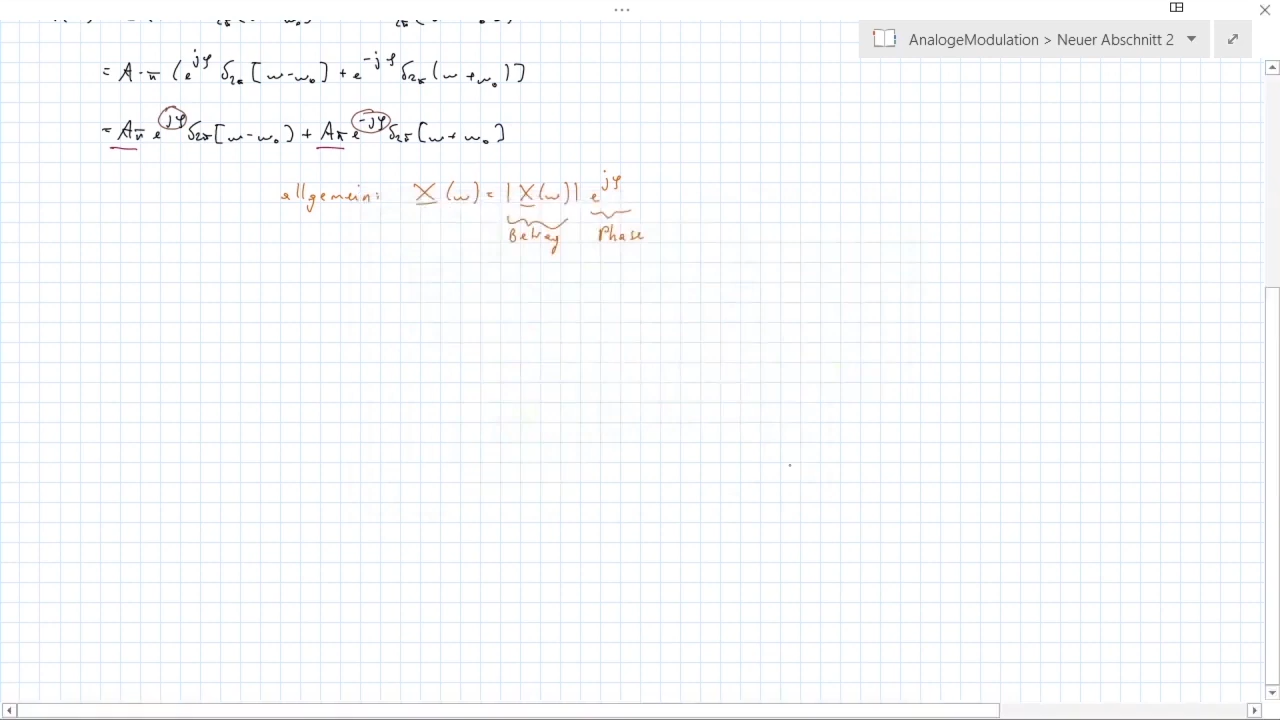 AnalogeModulation > Neuer Abschnitt 2
= A · π (e^{jφ} δ_{2π}[ω-ω₀] + e^{-jφ} δ_{2π}(ω+ω₀)]
= Aπ e^{jφ} δ_{2π}[ω-ω₀) + Aπ e^{-jφ} δ_{2π}[ω+ω₀]
allgemein: X(ω) = |X(ω)| e^{jφ}
Betrag Phase